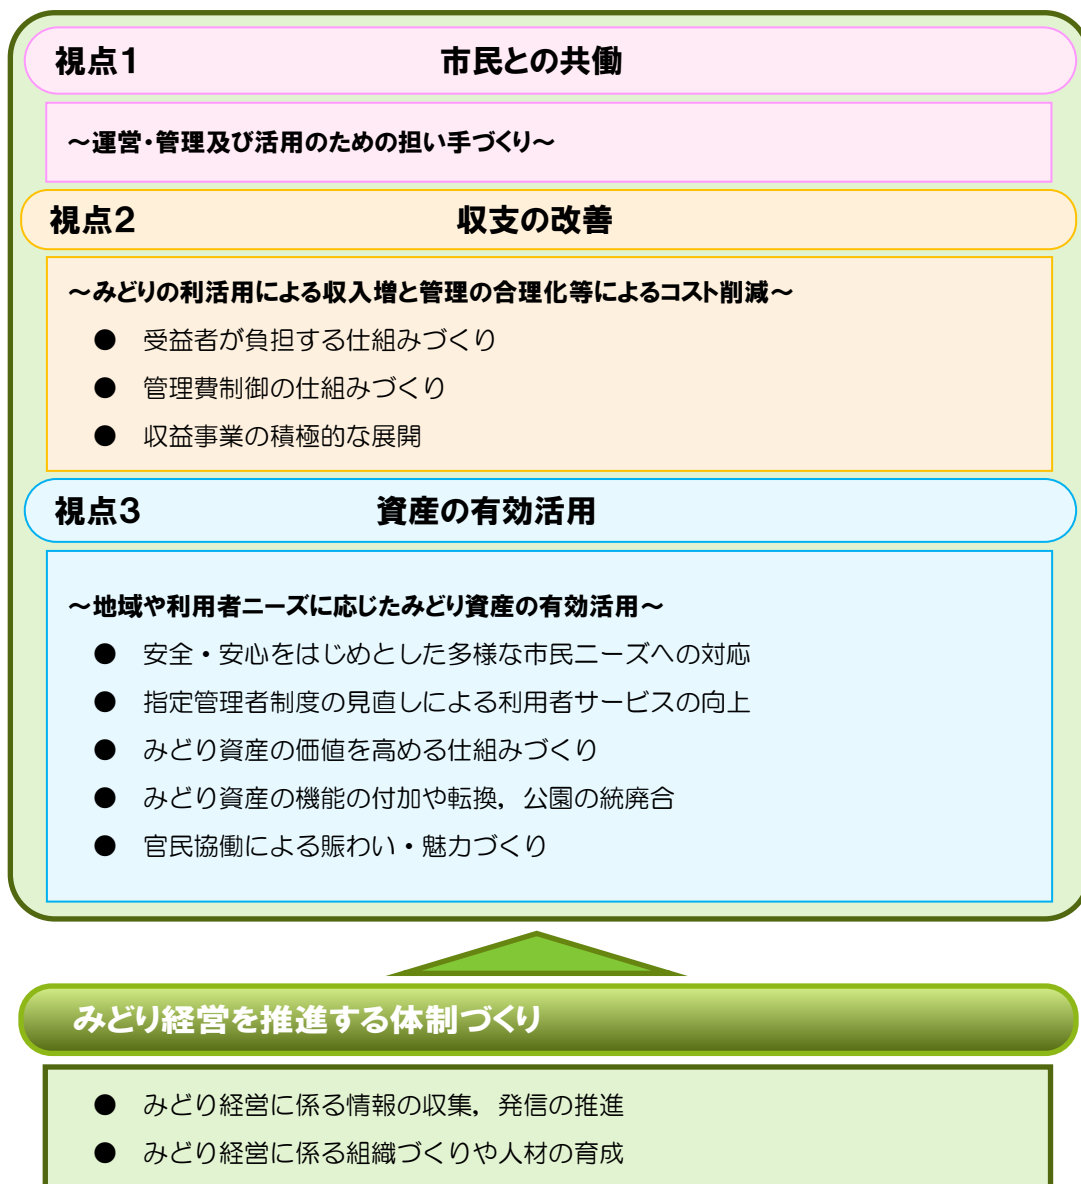 視点1 市民との共働
～運営・管理及び活用のための担い手づくり～
視点2 収支の改善
～みどりの利活用による収入増と管理の合理化等によるコスト削減～
● 受益者が負担する仕組みづくり
● 管理費制御の仕組みづくり
● 収益事業の積極的な展開
視点3 資産の有効活用
～地域や利用者ニーズに応じたみどり資産の有効活用～
● 安全・安心をはじめとした多様な市民ニーズへの対応
● 指定管理者制度の見直しによる利用者サービスの向上
● みどり資産の価値を高める仕組みづくり
● みどり資産の機能の付加や転換，公園の統廃合
● 官民協働による賑わい・魅力づくり
みどり経営を推進する体制づくり
● みどり経営に係る情報の収集，発信の推進
● みどり経営に係る組織づくりや人材の育成